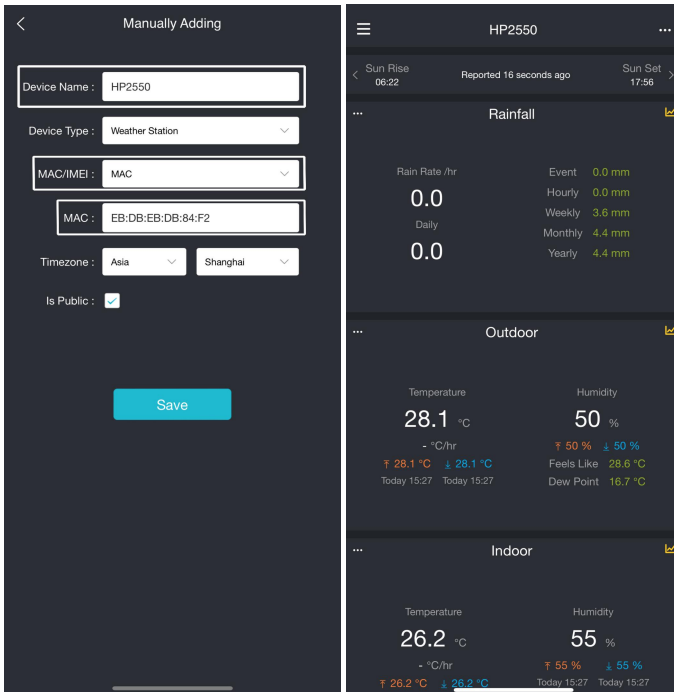 Manually Adding
Device Name : HP2550
Device Type : Weather Station
MAC/IMEI : MAC
MAC : EB:DB:EB:DB:84:F2
Timezone : Asia Shanghai
Is Public :
Save
HP2550
Sun Rise
06:22
Reported 16 seconds ago
Sun Set
17:56
Rainfall
Rain Rate /hr
0.0
Daily
0.0
Event 0.0 mm
Hourly 0.0 mm
Weekly 3.6 mm
Monthly 4.4 mm
Yearly 4.4 mm
Outdoor
Temperature
28.1 °C
- °C/hr
28.1 °C 28.1 °C
Today 15:27 Today 15:27
Humidity
50 %
50 % 50 %
Feels Like 28.6 °C
Dew Point 16.7 °C
Indoor
Temperature
26.2 °C
- °C/hr
26.2 °C 26.2 °C
Humidity
55 %
55 % 55 %
Today 15:27 Today 15:27